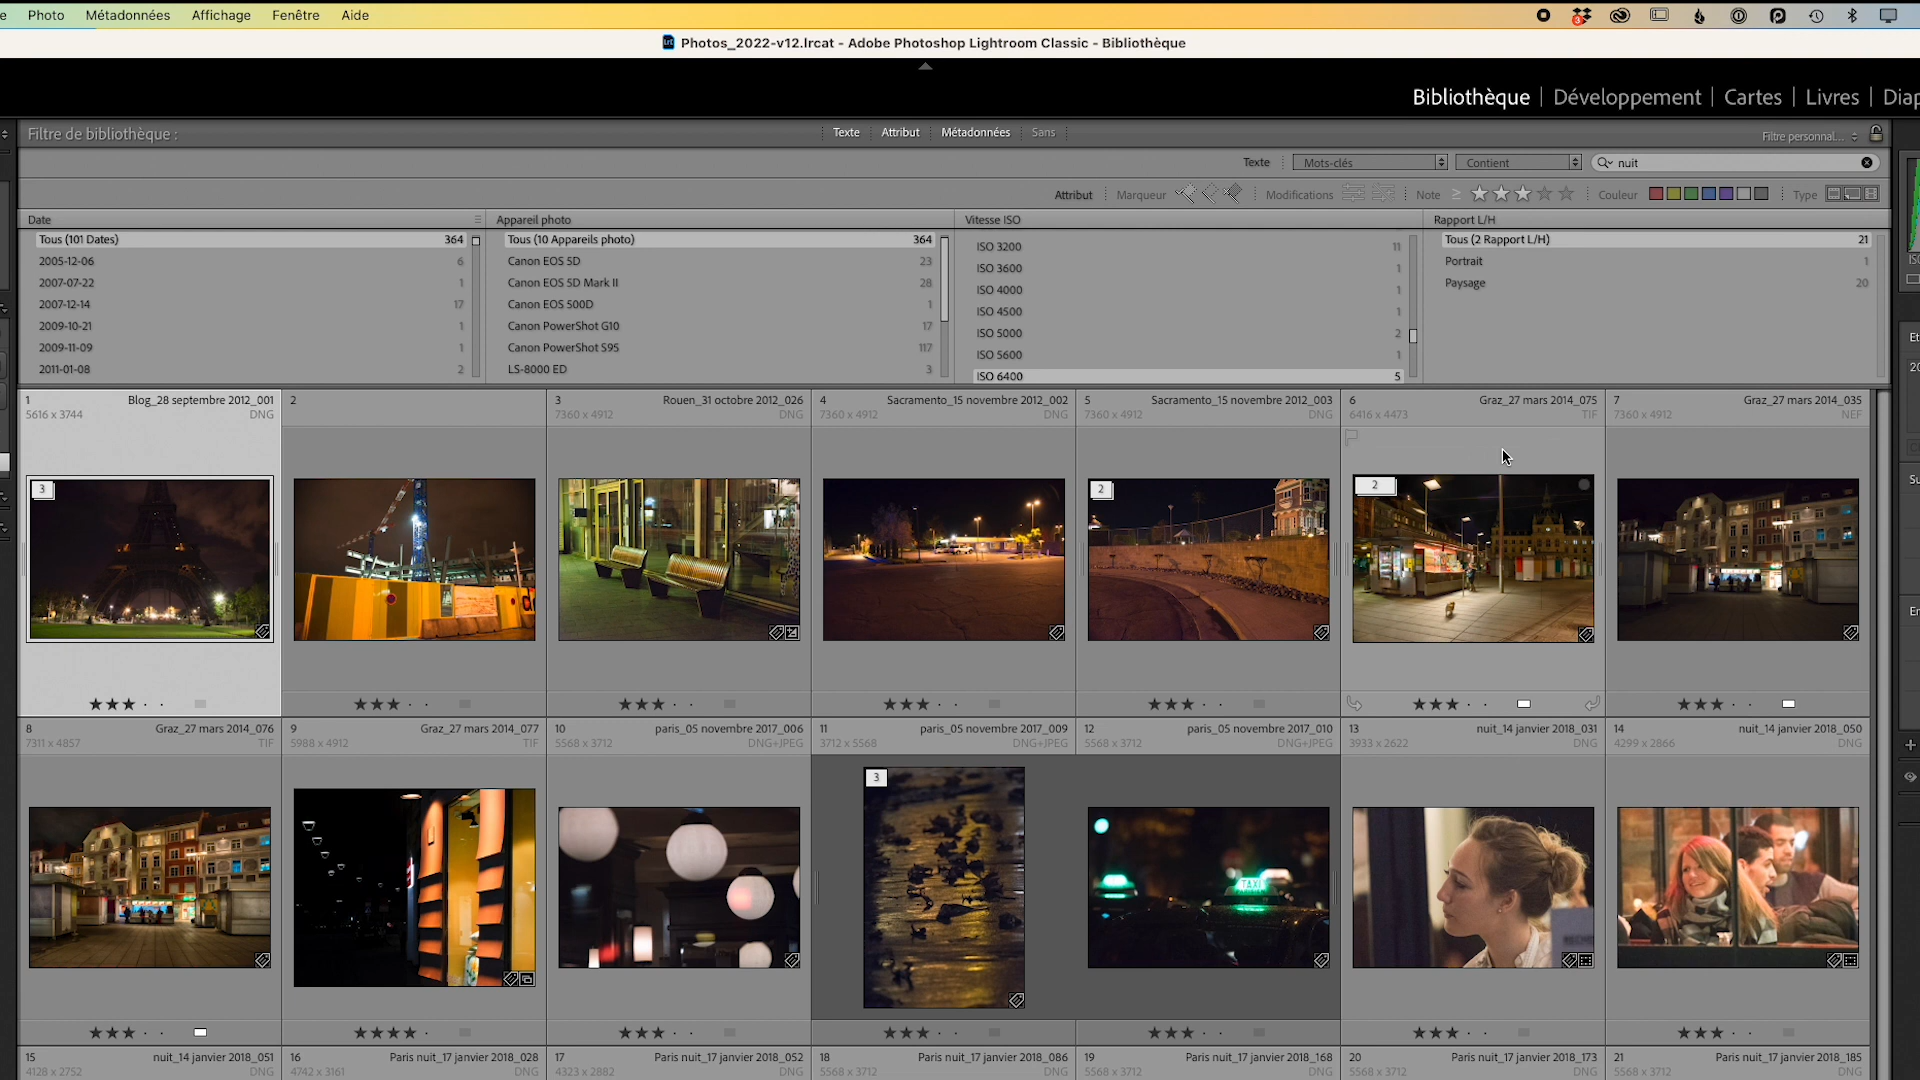 Photo Métadonnées Affichage Fenêtre Aide
3
Photos_2022-v12.lrcat - Adobe Photoshop Lightroom Classic - Bibliothèque
Bibliothèque | Développement | Cartes | Livres | Diap
Filtre de bibliothèque :
Texte Attribut Métadonnées Sans
Filtre personnal...
Texte Mots-clés Contient nuit
Attribut Marqueur Modifications Note ≥ ★★★★★ Couleur Type
Date Appareil photo Vitesse ISO Rapport L/H
Tous (101 Dates) 364 Tous (10 Appareils photo) 364 ISO 3200 11 Tous (2 Rapport L/H) 21
2005-12-06 6 Canon EOS 5D 23 ISO 3600 1 Portrait 1
2007-07-22 1 Canon EOS 5D Mark II 28 ISO 4000 1 Paysage 20
2007-12-14 17 Canon EOS 500D 1 ISO 4500 1
2009-10-21 1 Canon PowerShot G10 17 ISO 5000 2
2009-11-09 1 Canon PowerShot S95 117 ISO 5600 1
2011-01-08 2 LS-8000 ED 3 ISO 6400 5
1 Blog_28 septembre 2012_001 2 3 Rouen_31 octobre 2012_026 4 Sacramento_15 novembre 2012_002 5 Sacramento_15 novembre 2012_003 6 Graz_27 mars 2014_075 7 Graz_27 mars 2014_035
5616 x 3744 DNG 7360 x 4912 DNG 7360 x 4912 DNG 7360 x 4912 DNG 6416 x 4473 TIF 7360 x 4912 NEF
3 2 2
★★★ · · ★★★ · · ★★★ · · ★★★ · · ★★★ · · ★★★ · · ★★★ · ·
8 Graz_27 mars 2014_076 9 Graz_27 mars 2014_077 10 paris_05 novembre 2017_006 11 paris_05 novembre 2017_009 12 paris_05 novembre 2017_010 13 nuit_14 janvier 2018_031 14 nuit_14 janvier 2018_050
7311 x 4857 TIF 5988 x 4912 TIF 5568 x 3712 DNG+JPEG 3712 x 5568 DNG+JPEG 5568 x 3712 DNG+JPEG 3933 x 2622 DNG 4299 x 2866 DNG
3
TAXI
★★★ · · ★★★★ · ★★★ · · ★★★ · · ★★★ · · ★★★ · · ★★★ · ·
15 nuit_14 janvier 2018_051 16 Paris nuit_17 janvier 2018_028 17 Paris nuit_17 janvier 2018_052 18 Paris nuit_17 janvier 2018_086 19 Paris nuit_17 janvier 2018_168 20 Paris nuit_17 janvier 2018_173 21 Paris nuit_17 janvier 2018_185
4128 x 2752 DNG 4742 x 3161 DNG 4323 x 2882 DNG 5568 x 3712 DNG 5568 x 3712 DNG 5568 x 3712 DNG 5568 x 3712 DNG